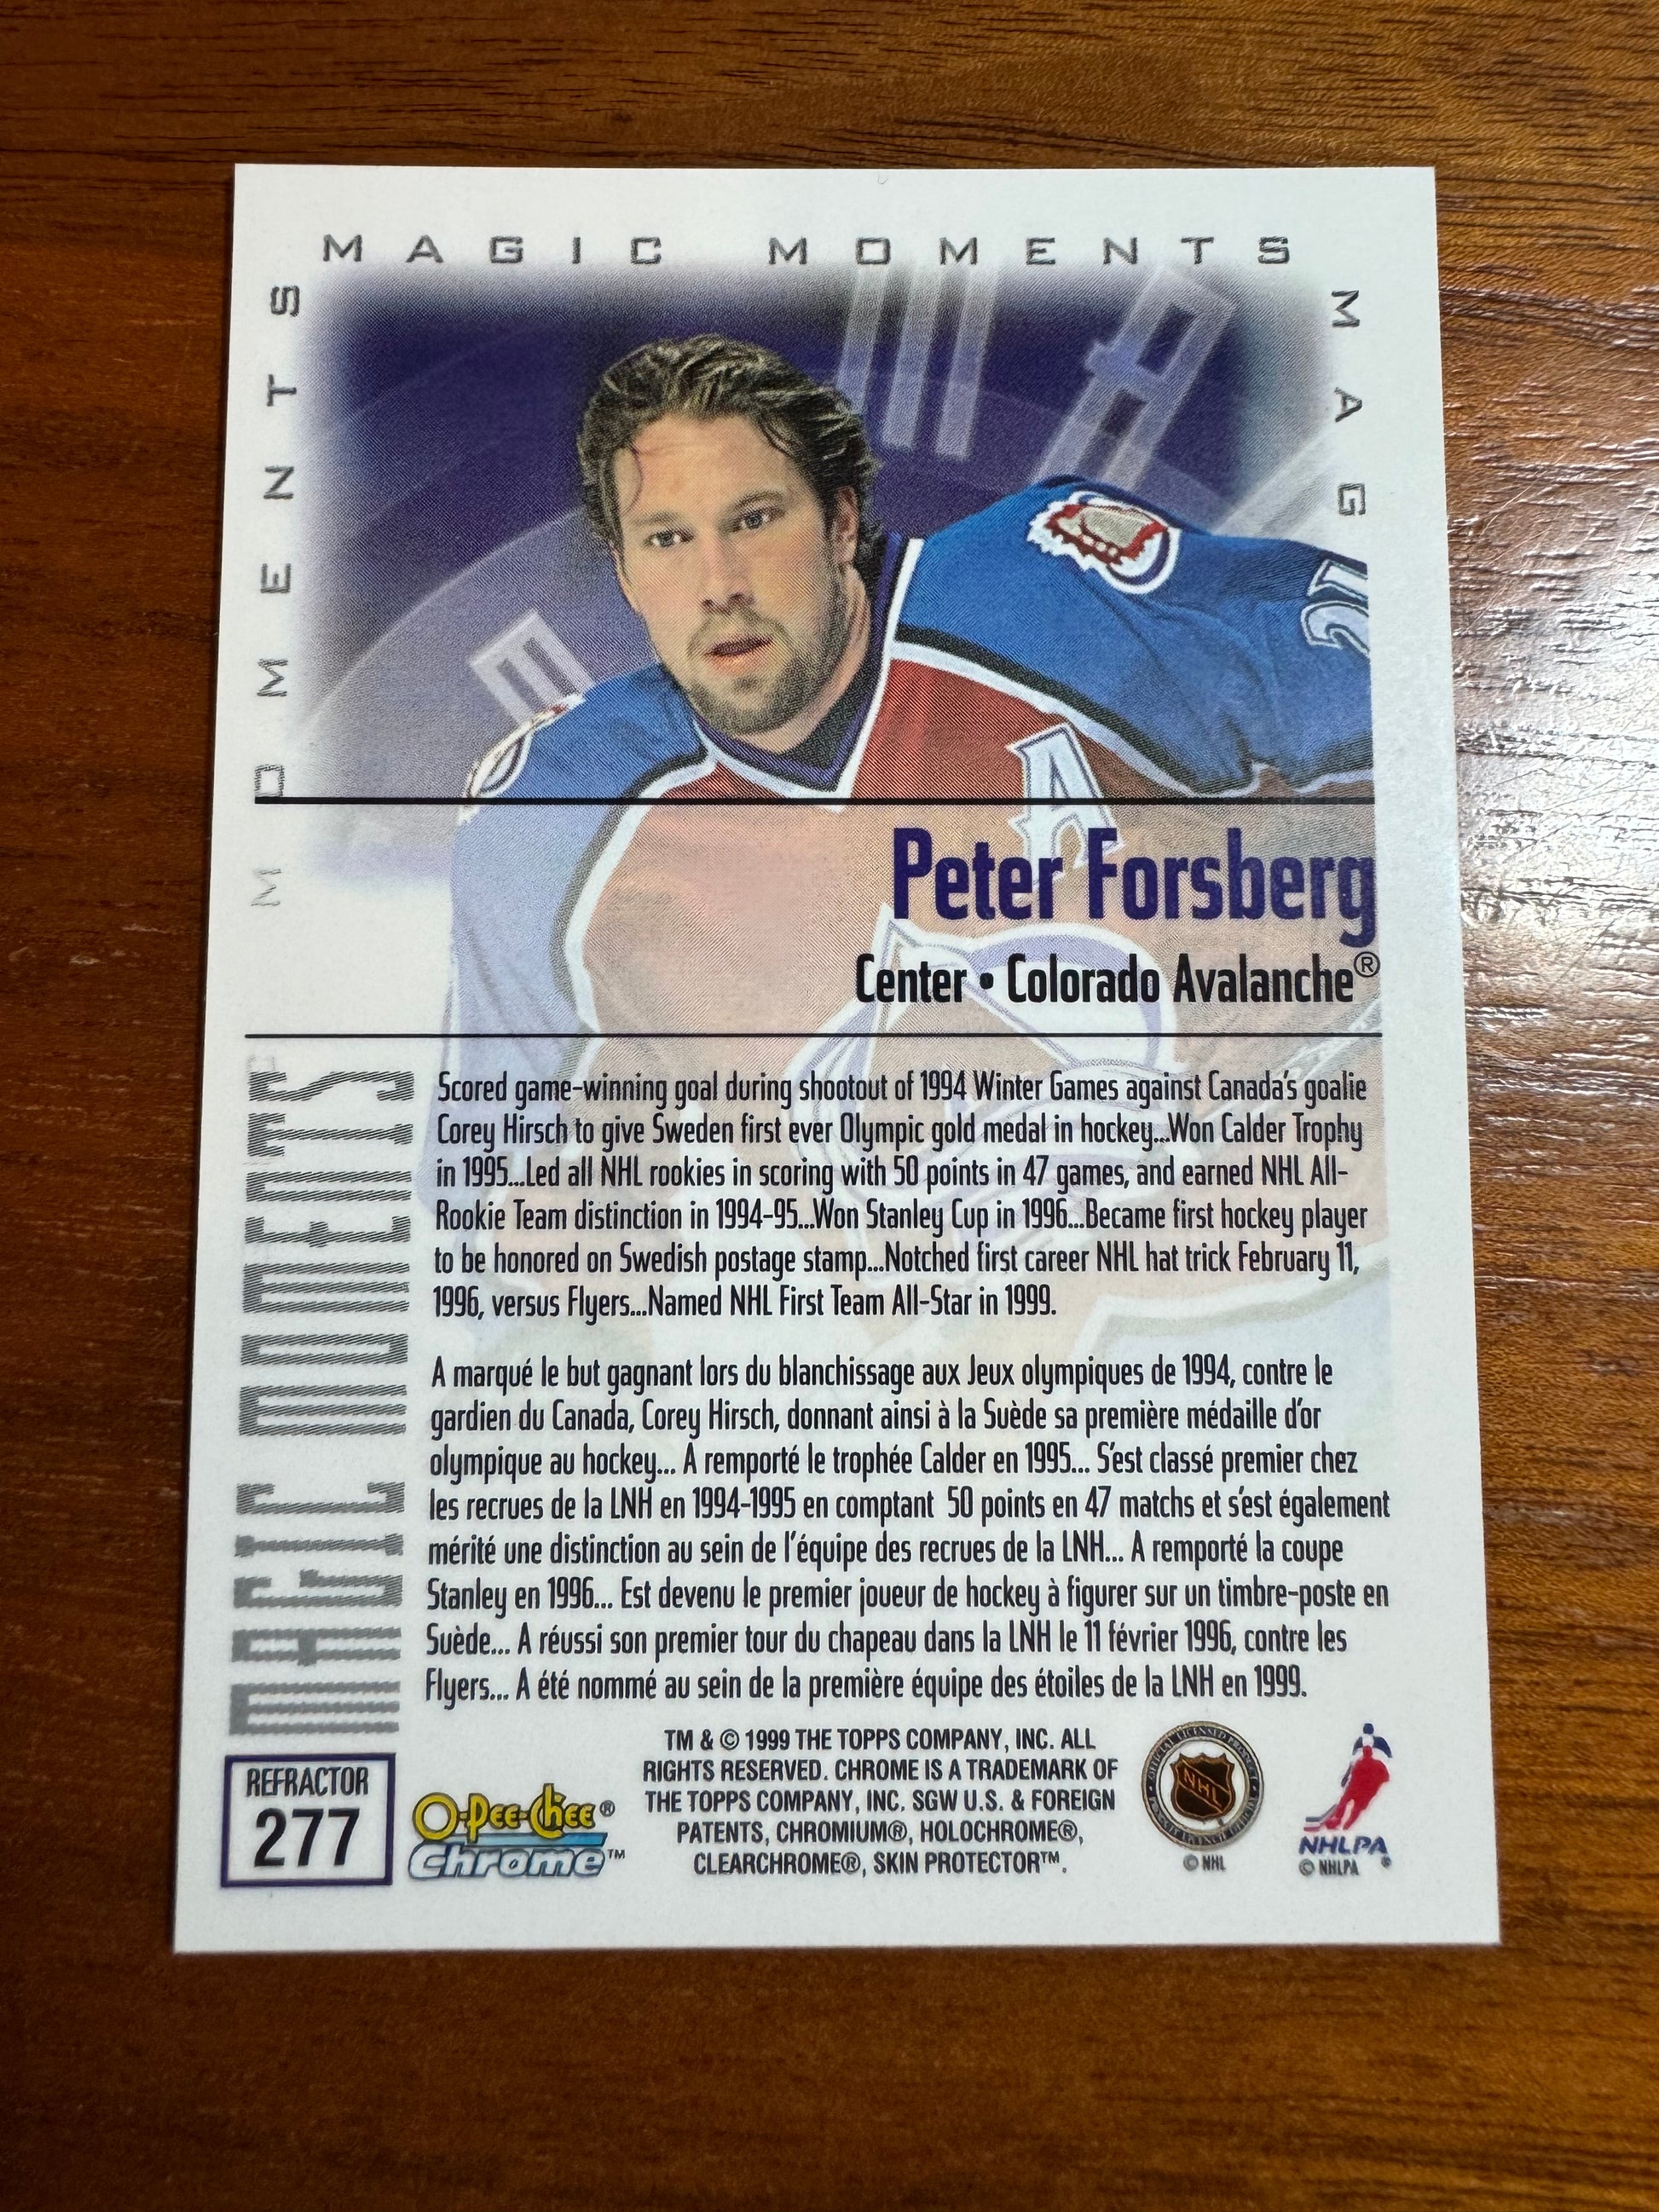 MAGIC MOMENTS
MAG
MOMENTS
A
2
Peter Forsberg
Center • Colorado Avalanche®
MAGIC MOMENTS
Scored game-winning goal during shootout of 1994 Winter Games against Canada's goalie
Corey Hirsch to give Sweden first ever Olympic gold medal in hockey...Won Calder Trophy
in 1995...Led all NHL rookies in scoring with 50 points in 47 games, and earned NHL All-
Rookie Team distinction in 1994-95...Won Stanley Cup in 1996...Became first hockey player
to be honored on Swedish postage stamp...Notched first career NHL hat trick February 11,
1996, versus Flyers...Named NHL First Team All-Star in 1999.
A marqué le but gagnant lors du blanchissage aux Jeux olympiques de 1994, contre le
gardien du Canada, Corey Hirsch, donnant ainsi à la Suède sa première médaille d'or
olympique au hockey... A remporté le trophée Calder en 1995... S'est classé premier chez
les recrues de la LNH en 1994-1995 en comptant 50 points en 47 matchs et s'est également
mérité une distinction au sein de l'équipe des recrues de la LNH... A remporté la coupe
Stanley en 1996... Est devenu le premier joueur de hockey à figurer sur un timbre-poste en
Suède... A réussi son premier tour du chapeau dans la LNH le 11 février 1996, contre les
Flyers... A été nommé au sein de la première équipe des étoiles de la LNH en 1999.
REFRACTOR
277
O-Pee-Chee®
Chrome™
TM & © 1999 THE TOPPS COMPANY, INC. ALL
RIGHTS RESERVED. CHROME IS A TRADEMARK OF
THE TOPPS COMPANY, INC. SGW U.S. & FOREIGN
PATENTS, CHROMIUM®, HOLOCHROME®,
CLEARCHROME®, SKIN PROTECTOR™.
OFFICIAL LICENSED PRODUCT
NHL
© NHL
NHLPA®
© NHLPA